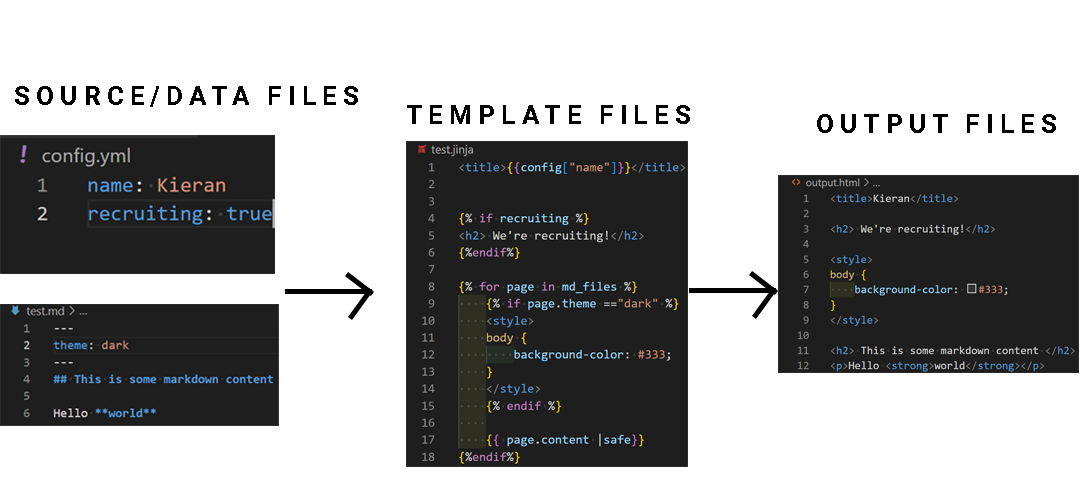 SOURCE/DATA FILES
! config.yml
1 name: Kieran
2 recruiting: true
test.md > ...
1 ---
2 theme: dark
3 ---
4 ## This is some markdown content
5
6 Hello **world**
TEMPLATE FILES
test.jinja
1 <title>{{config["name"]}}</title>
2
3
4 {% if recruiting %}
5 <h2> We're recruiting!</h2>
6 {%endif%}
7
8 {% for page in md_files %}
9 {% if page.theme =="dark" %}
10 <style>
11 body {
12 background-color: #333;
13 }
14 </style>
15 {% endif %}
16
17 {{ page.content |safe}}
18 {%endif%}
OUTPUT FILES
<> output.html > ...
1 <title>Kieran</title>
2
3 <h2> We're recruiting!</h2>
4
5 <style>
6 body {
7 background-color: #333;
8 }
9 </style>
10
11 <h2> This is some markdown content </h2>
12 <p>Hello <strong>world</strong></p>